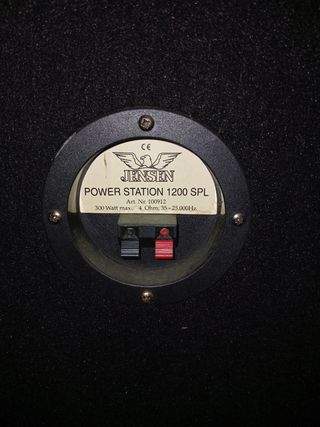 CE
JENSEN
POWER STATION 1200 SPL
Art. Nr. 100912
300 Watt max., 4 Ohm, 35-25.000Hz